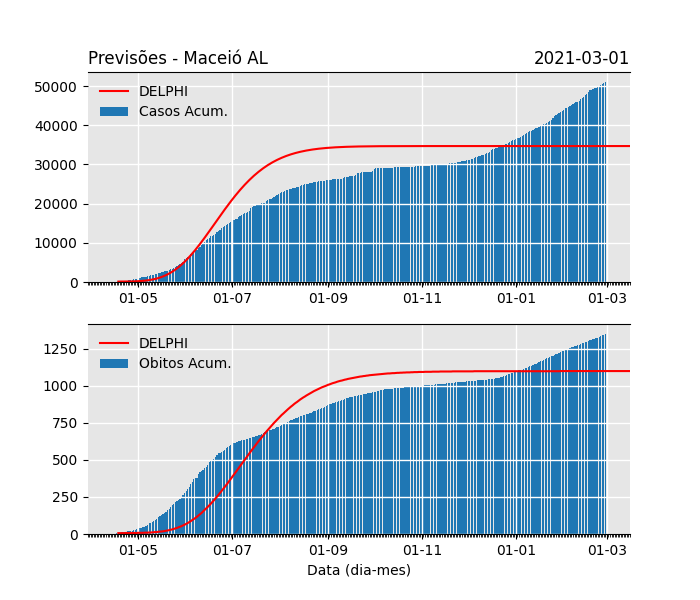 Previsões - Maceió AL 2021-03-01
50000
40000
30000
20000
10000
0
DELPHI
Casos Acum.
01-05 01-07 01-09 01-11 01-01 01-03
1250
1000
750
500
250
0
DELPHI
Obitos Acum.
01-05 01-07 01-09 01-11 01-01 01-03
Data (dia-mes)